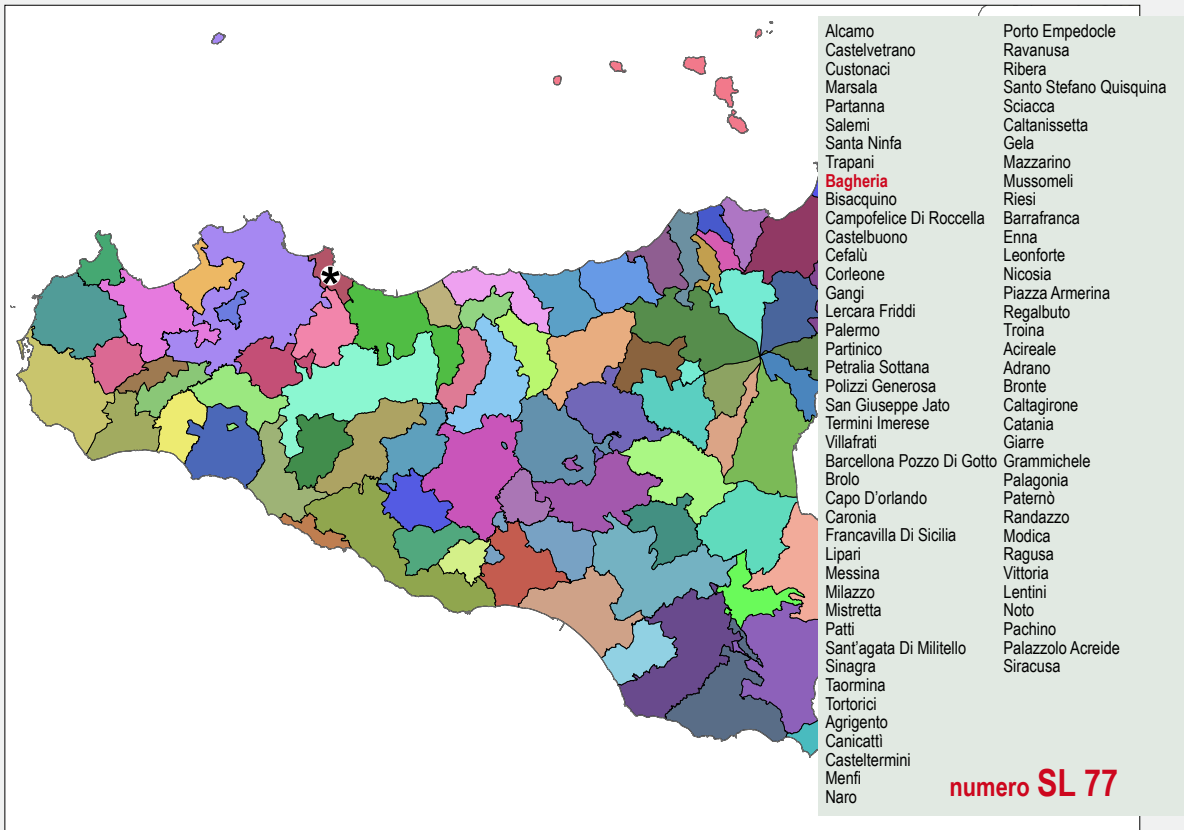 Alcamo
Castelvetrano
Custonaci
Marsala
Partanna
Salemi
Santa Ninfa
Trapani
Bagheria
Bisacquino
Campofelice Di Roccella
Castelbuono
Cefalù
Corleone
Gangi
Lercara Friddi
Palermo
Partinico
Petralia Sottana
Polizzi Generosa
San Giuseppe Jato
Termini Imerese
Villafrati
Barcellona Pozzo Di Gotto
Brolo
Capo D'orlando
Caronia
Francavilla Di Sicilia
Lipari
Messina
Milazzo
Mistretta
Patti
Sant'agata Di Militello
Sinagra
Taormina
Tortorici
Agrigento
Canicattì
Casteltermini
Menfi
Naro
Porto Empedocle
Ravanusa
Ribera
Santo Stefano Quisquina
Sciacca
Caltanissetta
Gela
Mazzarino
Mussomeli
Riesi
Barrafranca
Enna
Leonforte
Nicosia
Piazza Armerina
Regalbuto
Troina
Acireale
Adrano
Bronte
Caltagirone
Catania
Giarre
Grammichele
Palagonia
Paternò
Randazzo
Modica
Ragusa
Vittoria
Lentini
Noto
Pachino
Palazzolo Acreide
Siracusa
numero SL 77
*